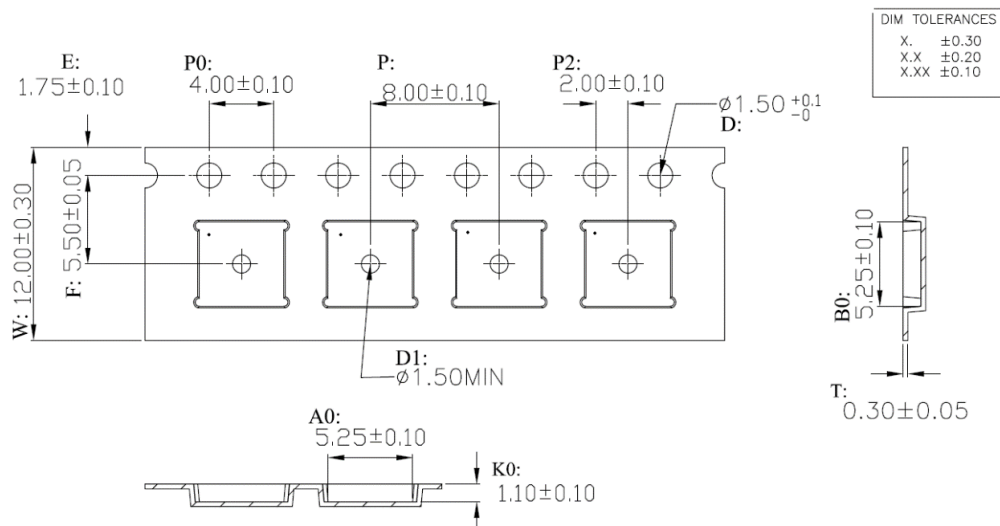 DIM TOLERANCES
X. ±0.30
X.X ±0.20
X.XX ±0.10
E:
1.75±0.10
P0:
4.00±0.10
P:
8.00±0.10
P2:
2.00±0.10
⌀1.50 +0.1 -0
D:
W: 12.00±0.30
F: 5.50±0.05
D1:
⌀1.50MIN
B0:
5.25±0.10
T:
0.30±0.05
A0:
5.25±0.10
K0:
1.10±0.10